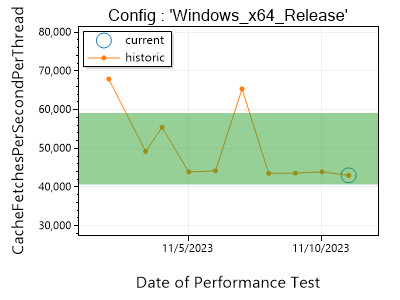 Config : 'Windows_x64_Release'
CacheFetchesPerSecondPerThread
80,000
70,000
60,000
50,000
40,000
30,000
current
historic
11/5/2023
11/10/2023
Date of Performance Test